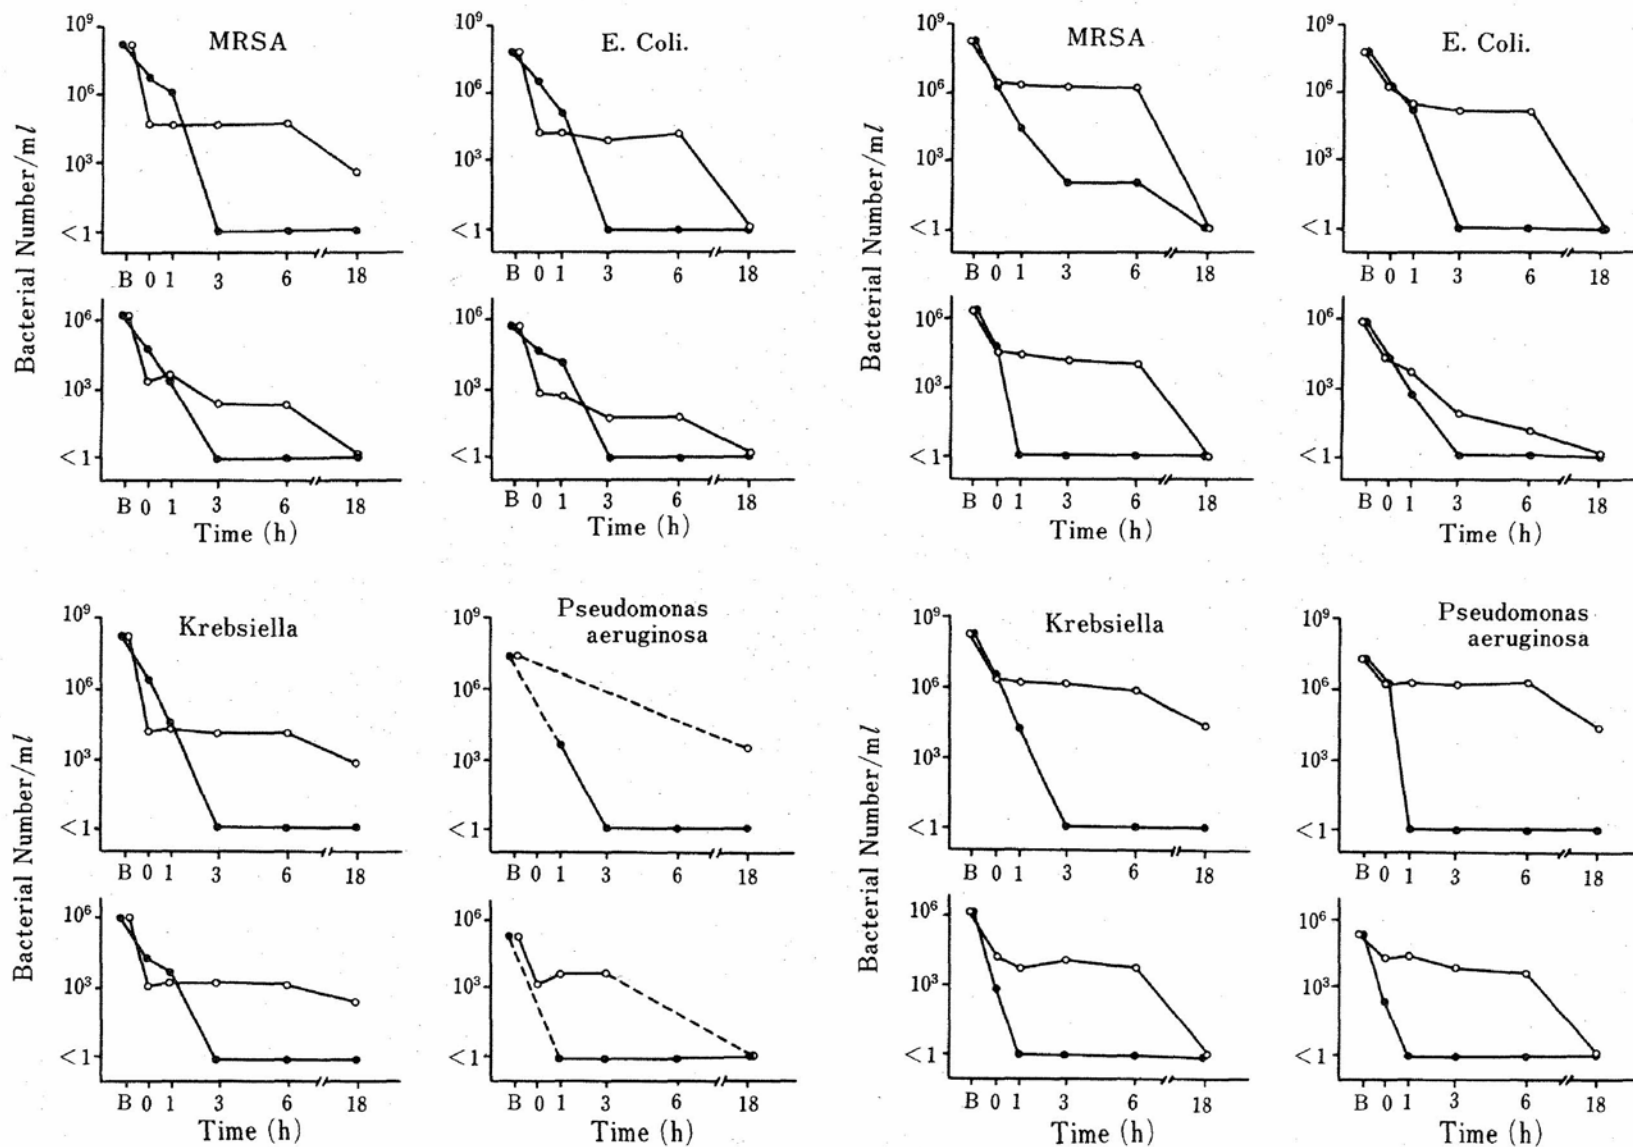 MRSA
10⁹
10⁶
10³
<1
B 0 1 3 6 18
10⁶
10³
<1
B 0 1 3 6 18
Time (h)
Bacterial Number/ml
E. Coli.
10⁹
10⁶
10³
<1
B 0 1 3 6 18
10⁶
10³
<1
B 0 1 3 6 18
Time (h)
MRSA
10⁹
10⁶
10³
<1
B 0 1 3 6 18
10⁶
10³
<1
B 0 1 3 6 18
Time (h)
Bacterial Number/ml
E. Coli.
10⁹
10⁶
10³
<1
B 0 1 3 6 18
10⁶
10³
<1
B 0 1 3 6 18
Time (h)
Krebsiella
10⁹
10⁶
10³
<1
B 0 1 3 6 18
10⁶
10³
<1
B 0 1 3 6 18
Time (h)
Bacterial Number/ml
Pseudomonas
aeruginosa
10⁹
10⁶
10³
<1
B 0 1 3 6 18
10⁶
10³
<1
B 0 1 3 6 18
Time (h)
Krebsiella
10⁹
10⁶
10³
<1
B 0 1 3 6 18
10⁶
10³
<1
B 0 1 3 6 18
Time (h)
Bacterial Number/ml
Pseudomonas
aeruginosa
10⁹
10⁶
10³
<1
B 0 1 3 6 18
10⁶
10³
<1
B 0 1 3 6 18
Time (h)